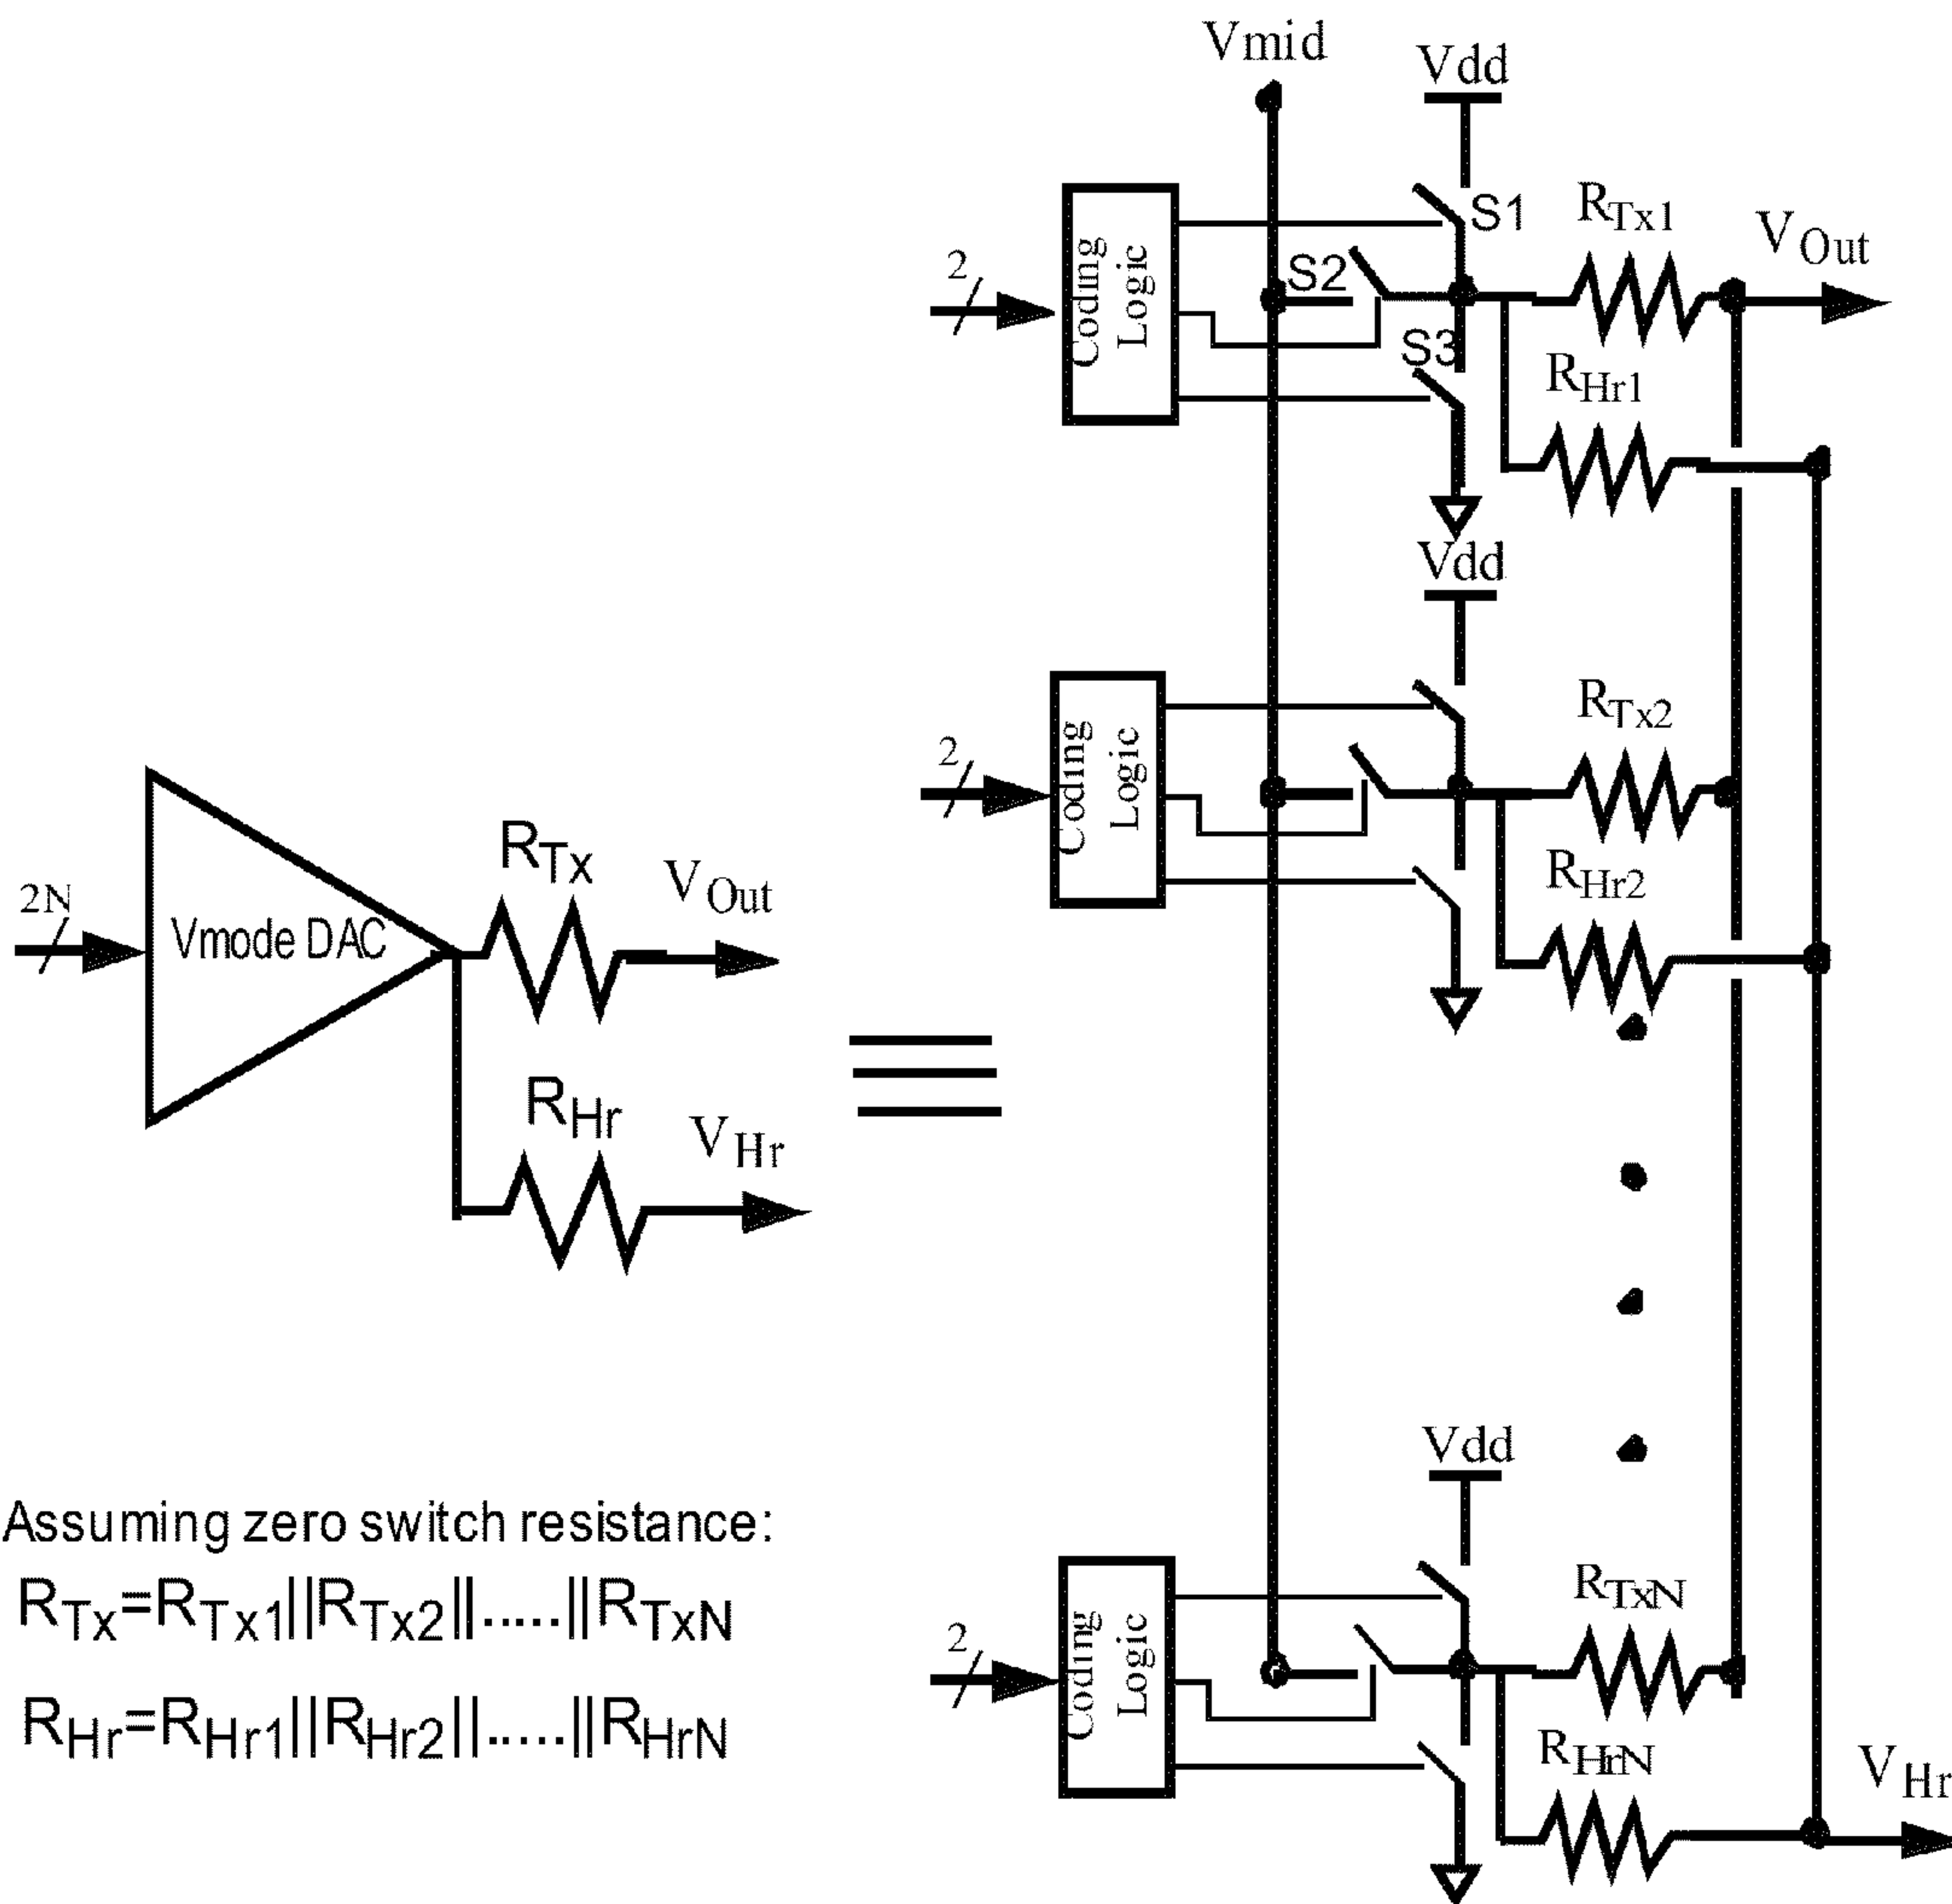 Vmid
Vdd
S1
RTx1
VOut
2
Coding Logic
S2
S3
RHr1
Vdd
RTx2
2
Coding Logic
RHr2
2N
Vmode DAC
RTx
VOut
RHr
VHr
Vdd
Assuming zero switch resistance:
RTx=RTx1||RTx2||.....||RTxN
RHr=RHr1||RHr2||.....||RHrN
2
Coding Logic
RTxN
RHrN
VHr